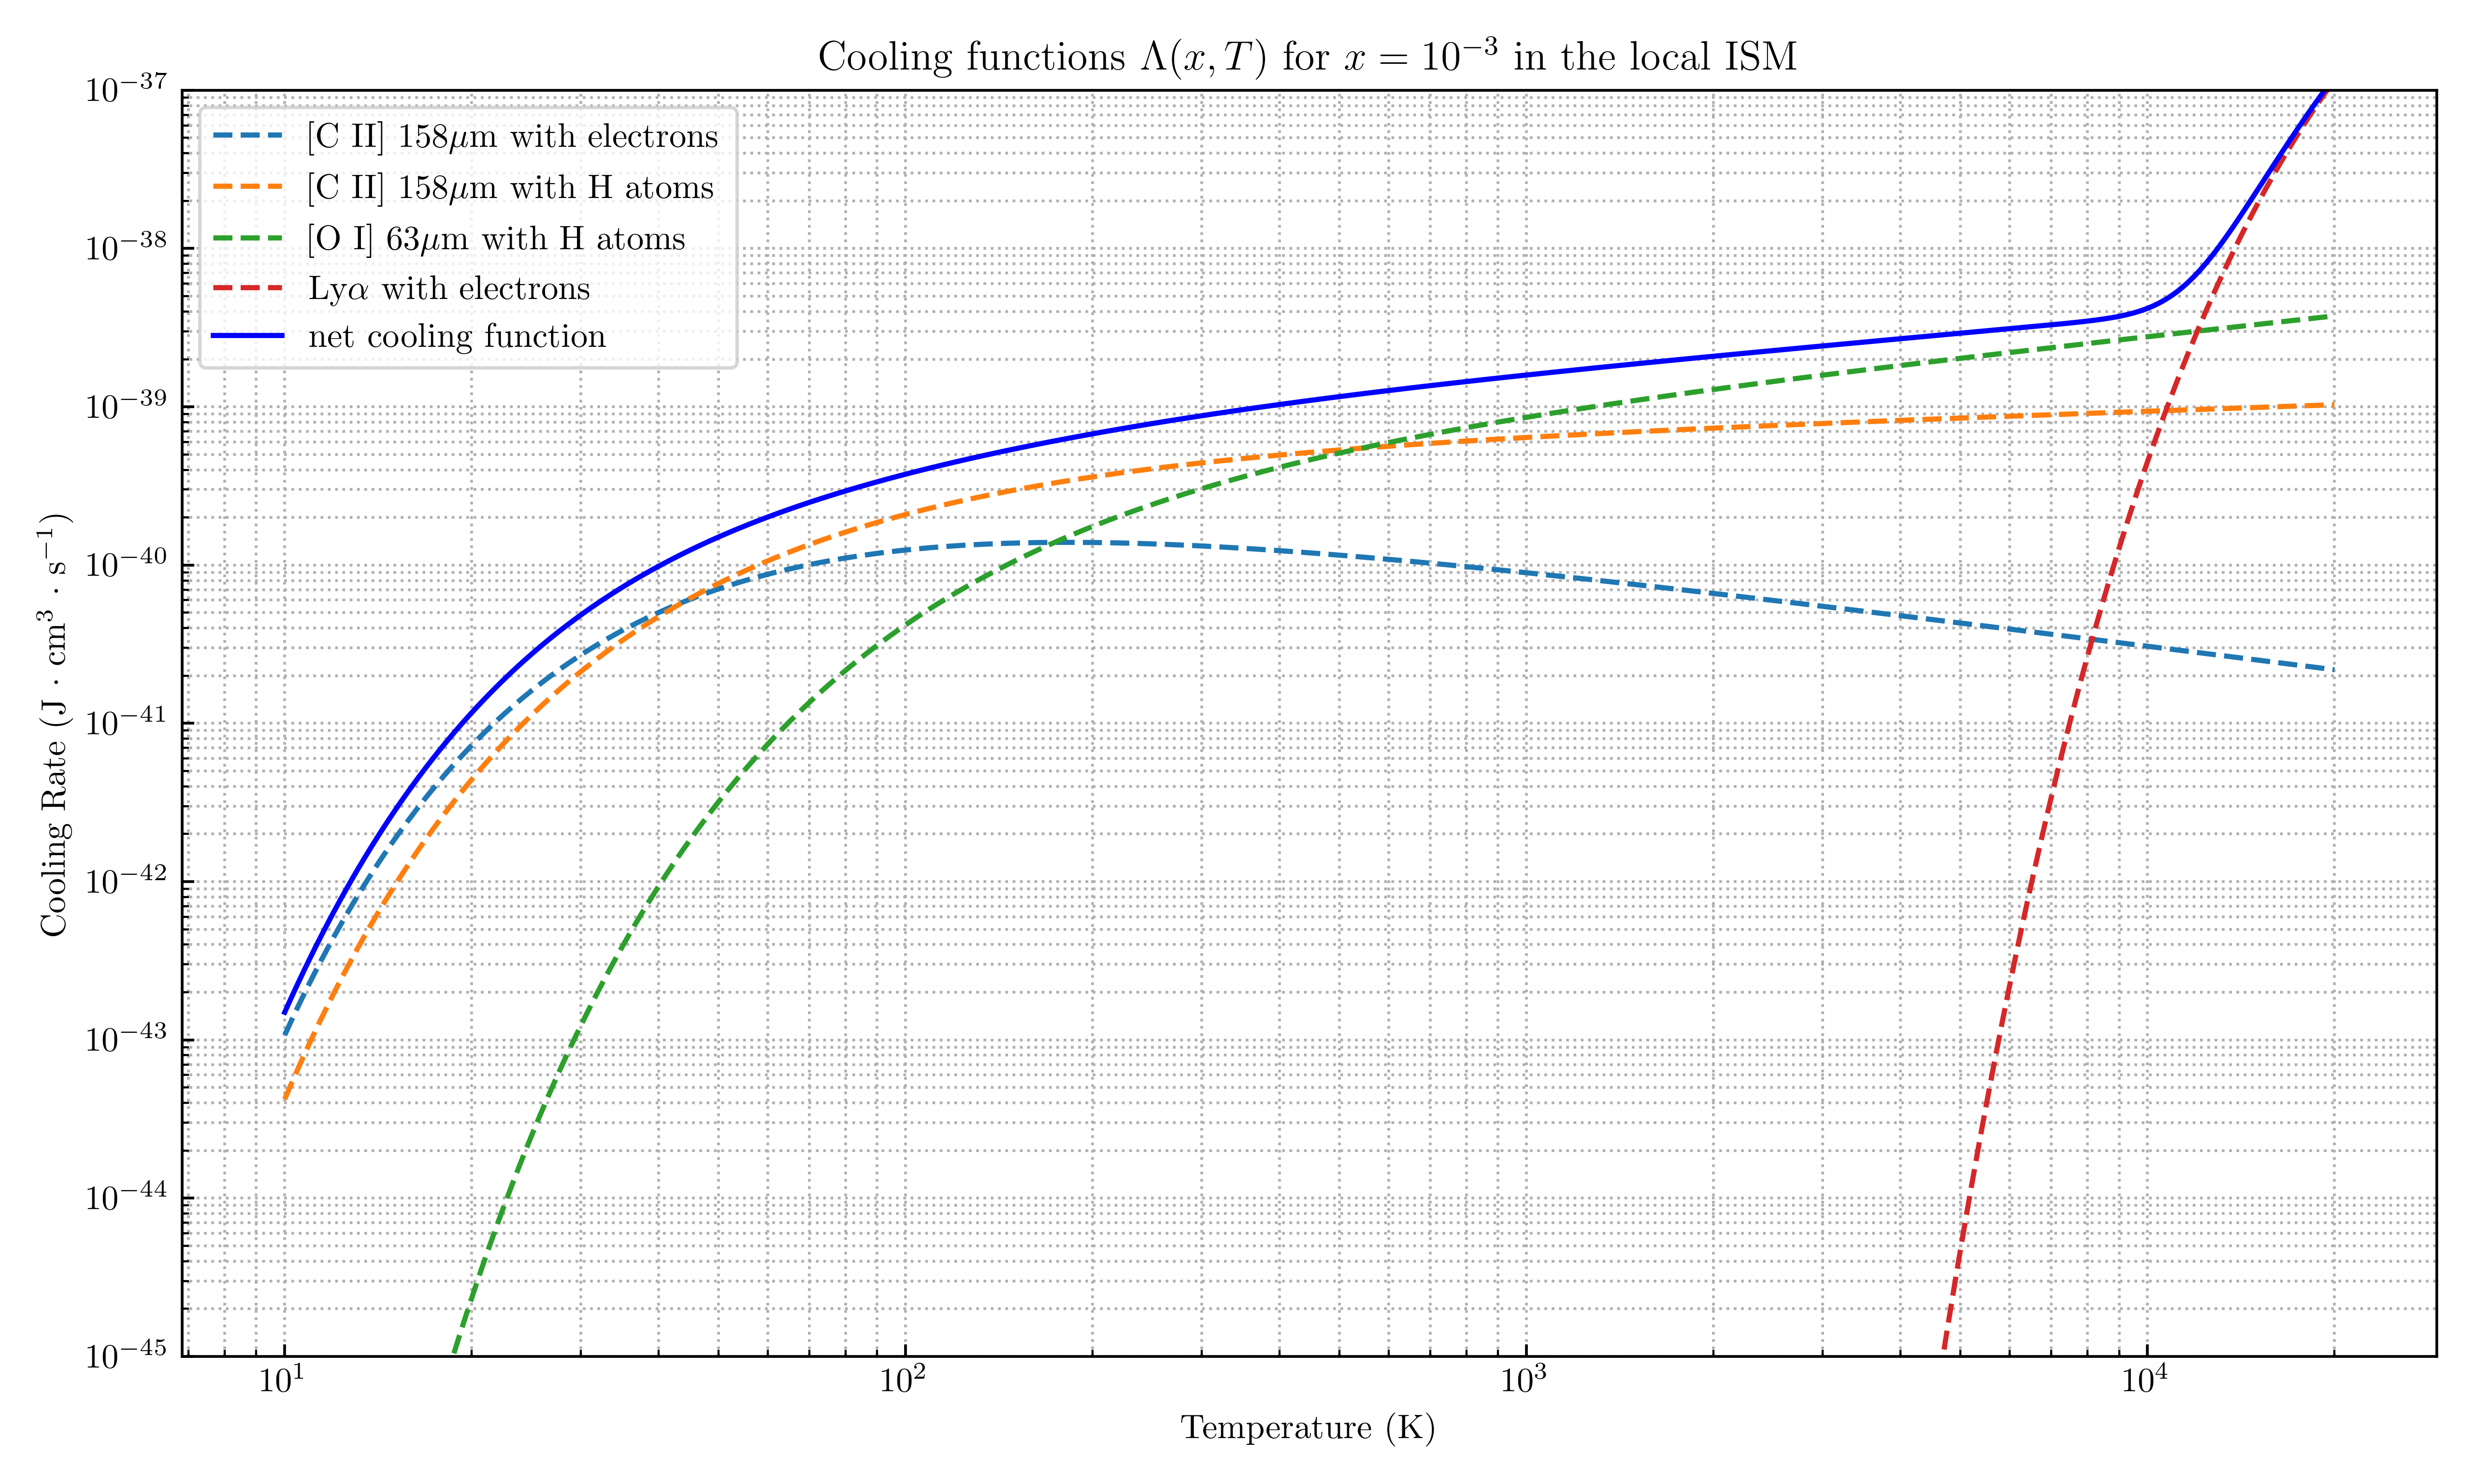 Cooling functions Λ(x, T) for x = 10⁻³ in the local ISM
[C II] 158μm with electrons
[C II] 158μm with H atoms
[O I] 63μm with H atoms
Lyα with electrons
net cooling function
Cooling Rate (J · cm³ · s⁻¹)
10⁻³⁷
10⁻³⁸
10⁻³⁹
10⁻⁴⁰
10⁻⁴¹
10⁻⁴²
10⁻⁴³
10⁻⁴⁴
10⁻⁴⁵
10¹ 10² 10³ 10⁴
Temperature (K)